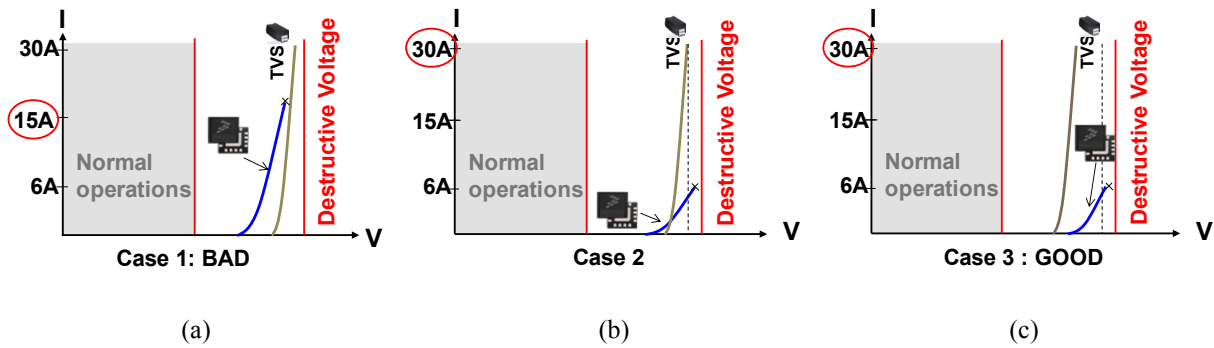 I
30A
15A
6A
Normal
operations
TVS
Destructive Voltage
V
Case 1: BAD
(a)
I
30A
15A
6A
Normal
operations
TVS
Destructive Voltage
V
Case 2
(b)
I
30A
15A
6A
Normal
operations
TVS
Destructive Voltage
V
Case 3 : GOOD
(c)